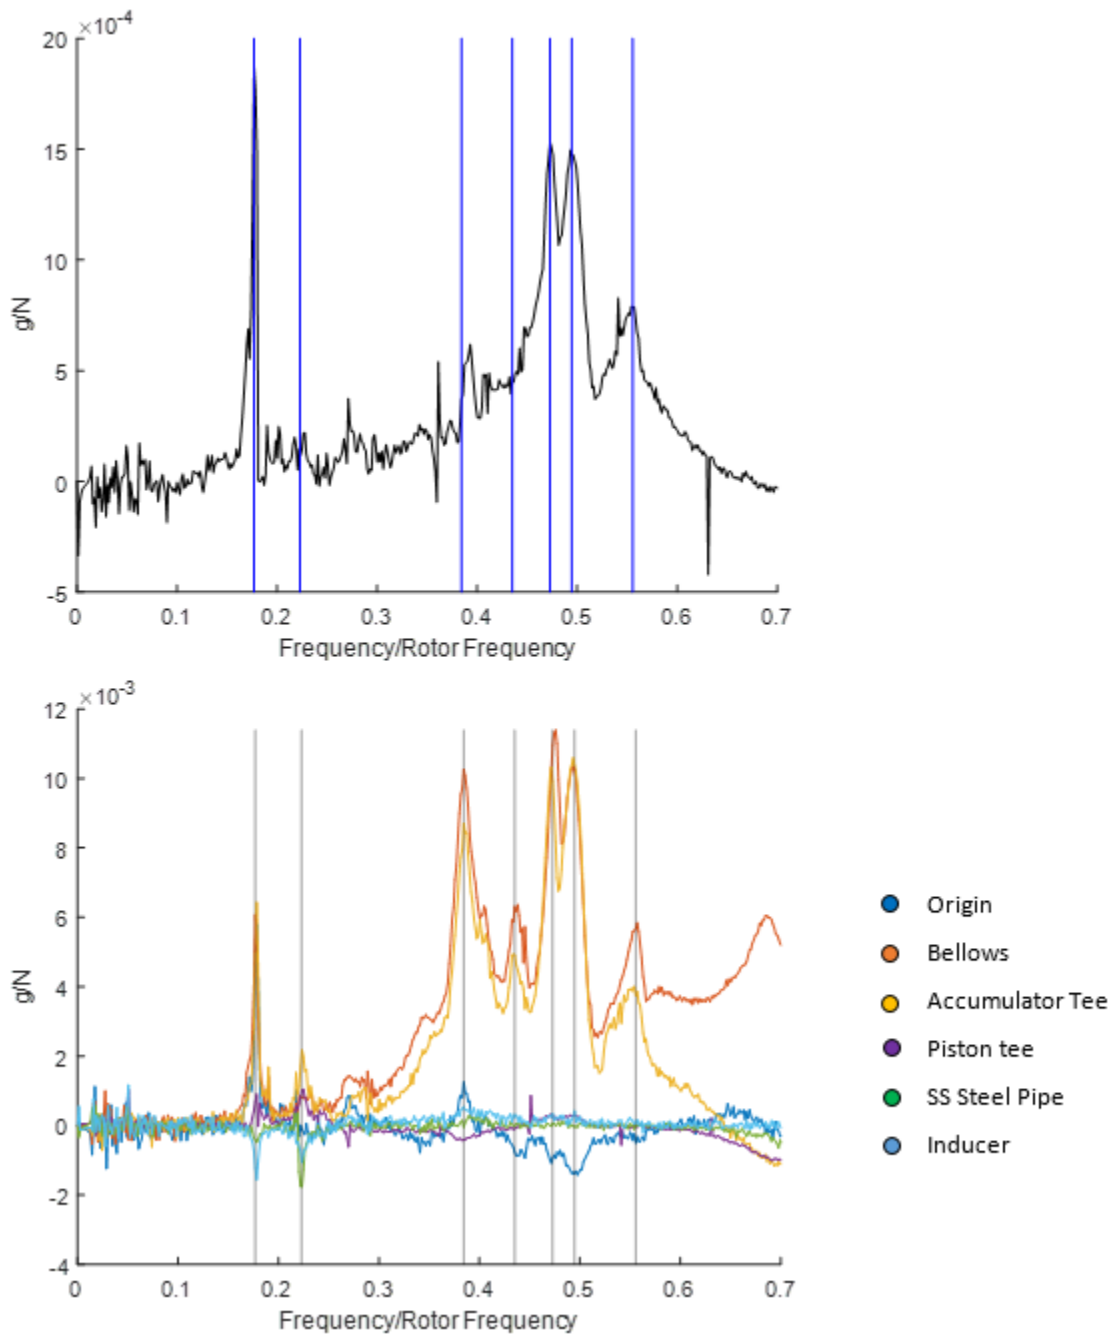 ×10-4
20
15
10
5
0
-5
g/N
0 0.1 0.2 0.3 0.4 0.5 0.6 0.7
Frequency/Rotor Frequency
×10-3
12
10
8
6
4
2
0
-2
-4
g/N
0 0.1 0.2 0.3 0.4 0.5 0.6 0.7
Frequency/Rotor Frequency
Origin
Bellows
Accumulator Tee
Piston tee
SS Steel Pipe
Inducer